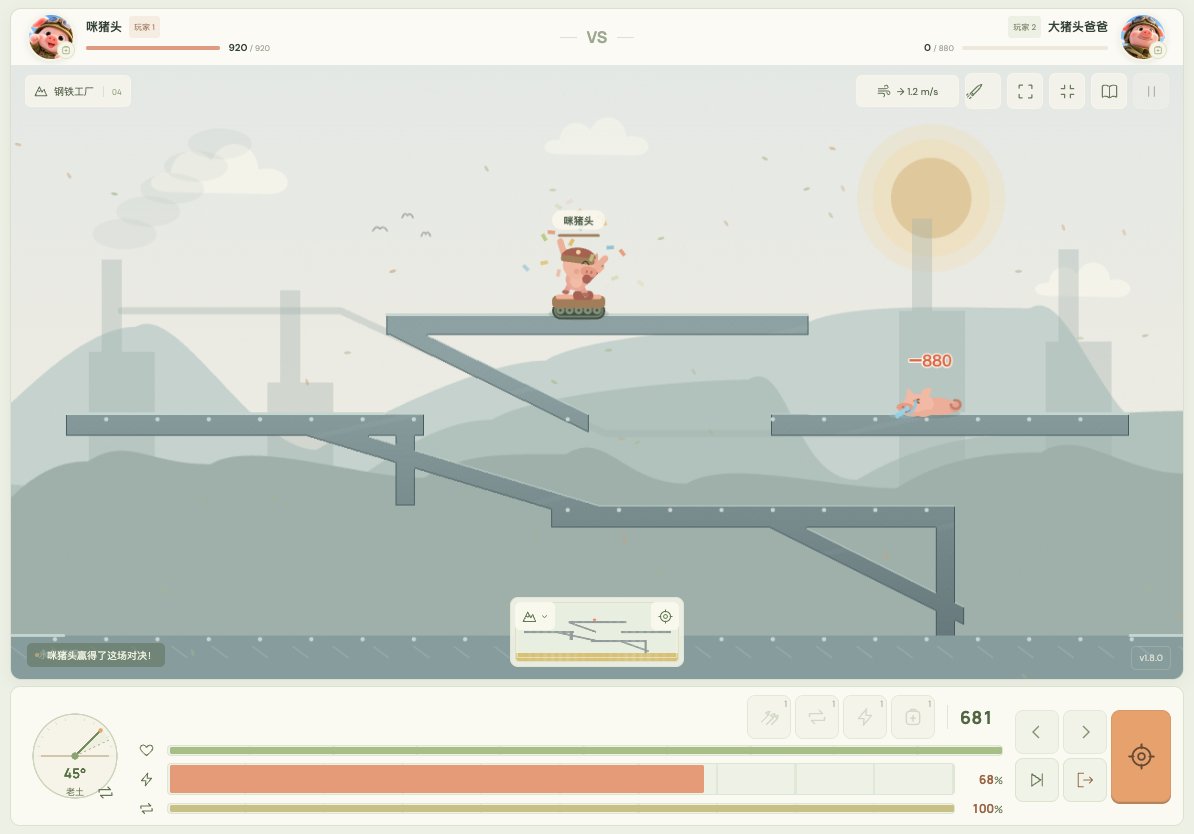 咪猪头 玩家 1
920 / 920
VS
玩家 2 大猪头爸爸
0 / 880
钢铁工厂 04
→ 1.2 m/s
咪猪头
−880
咪猪头赢得了这场对决！
v1.8.0
1 1 1 1
681
45°
老土
68%
100%